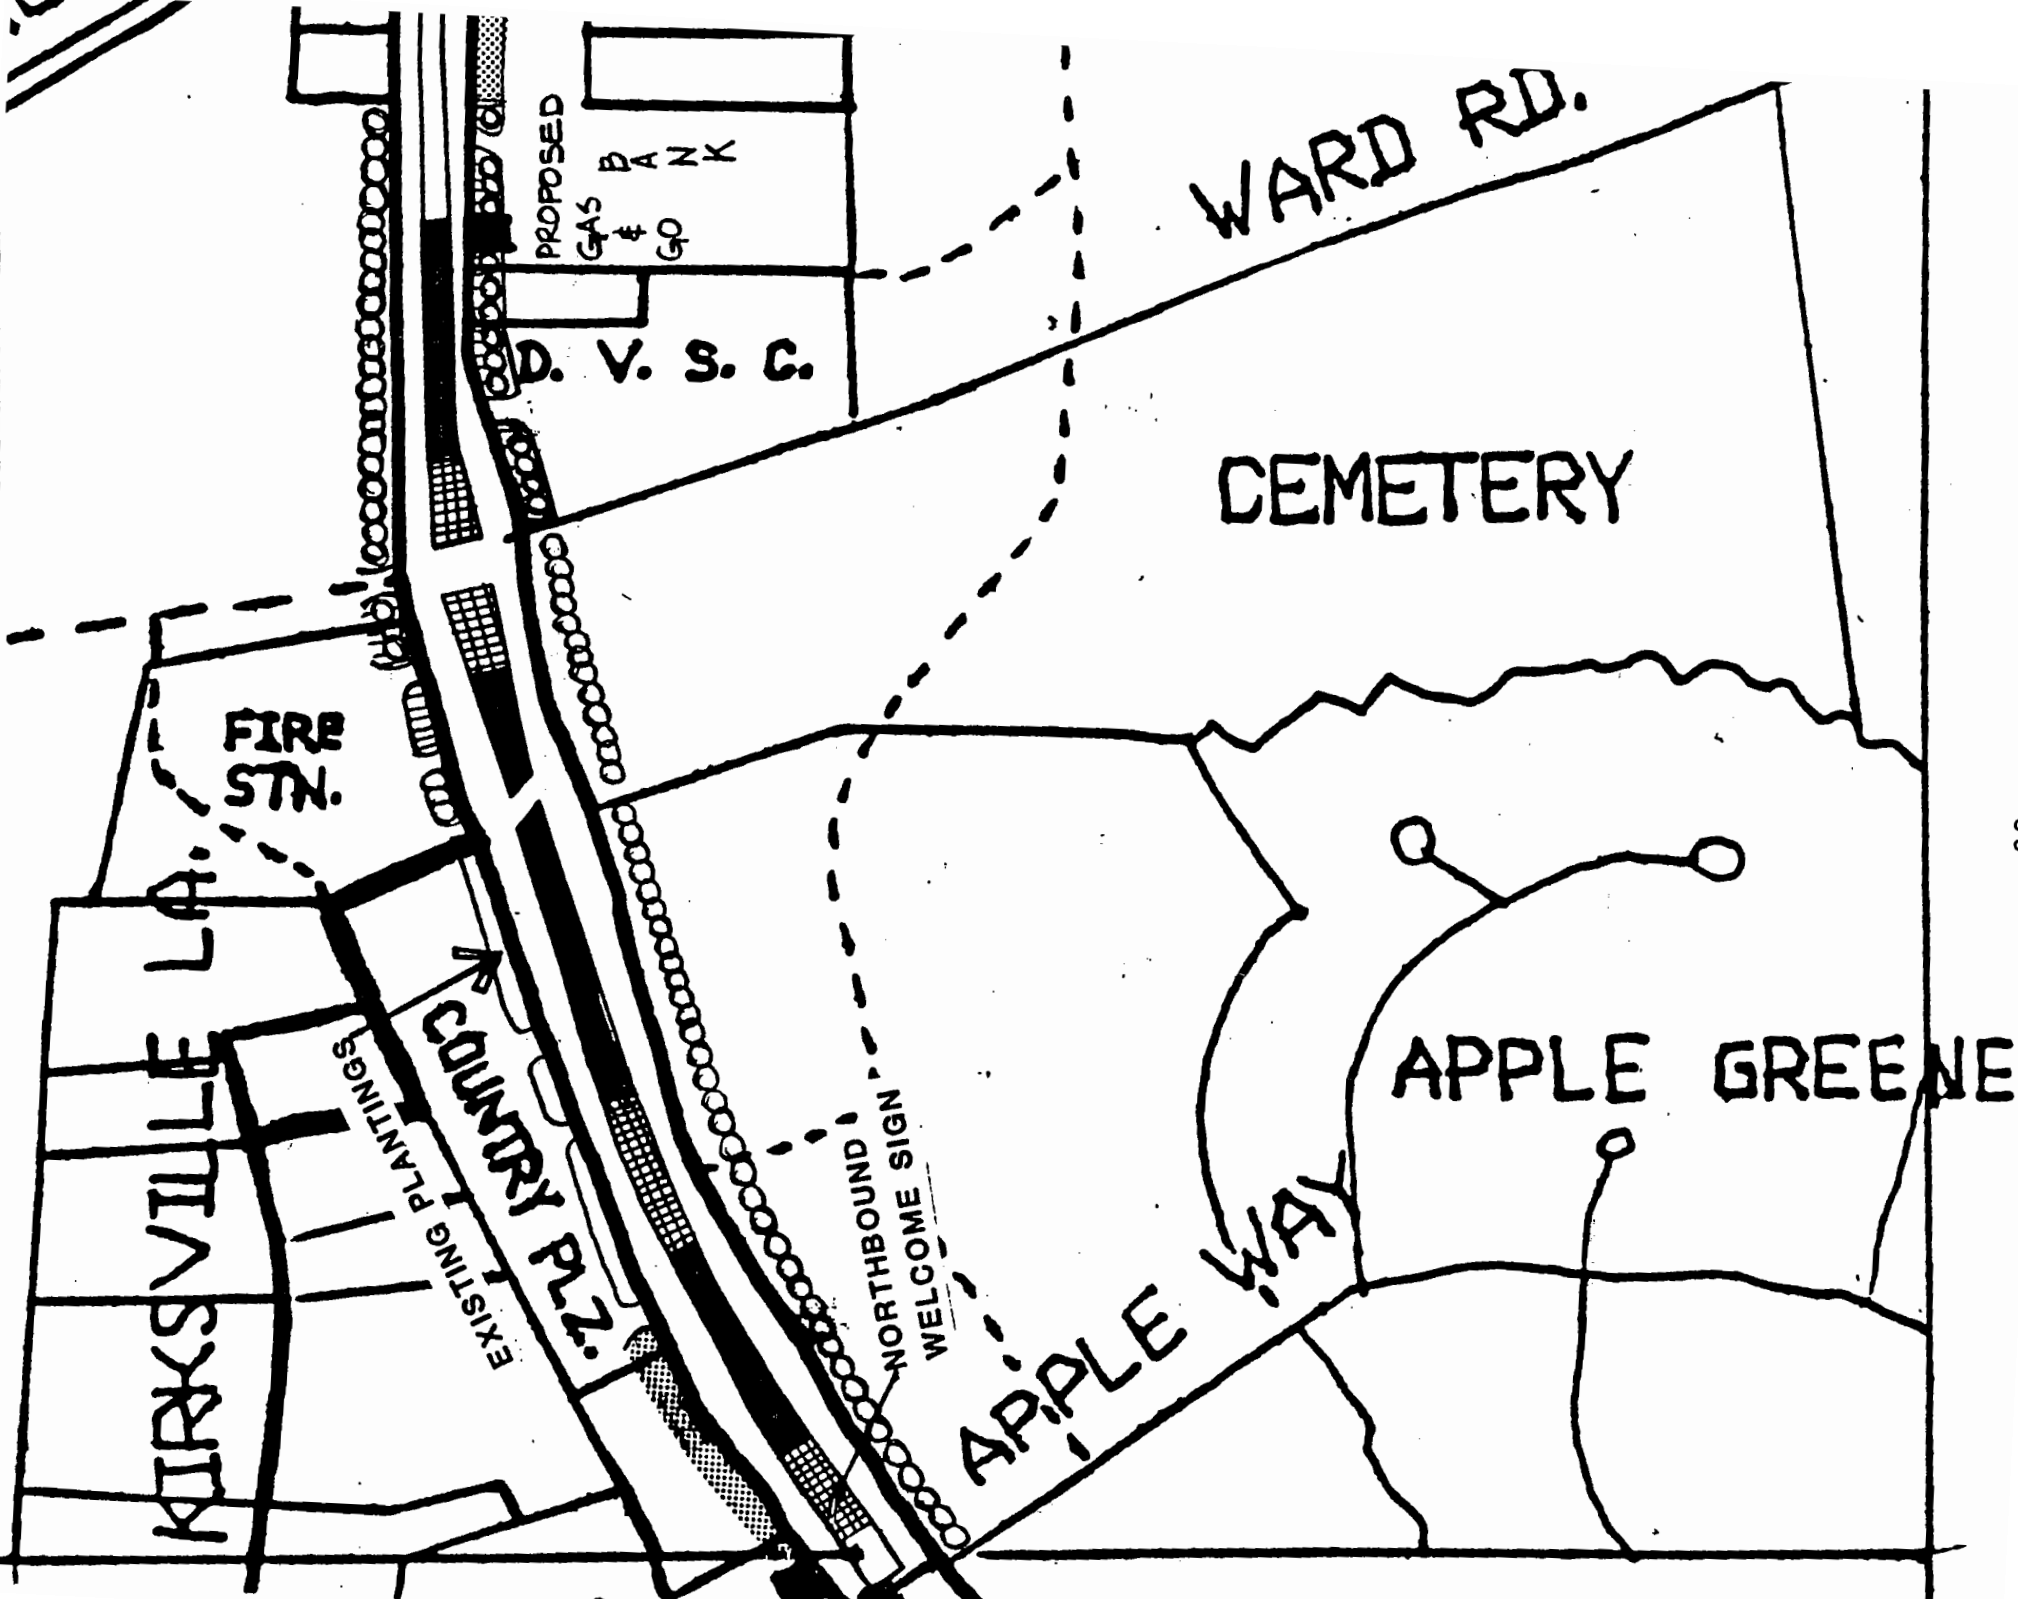 WARD RD.
PROPOSED
GAS
&
GO
BANK
D. V. S. C.
CEMETERY
FIRE
STN.
KIRKSVILLE LA.
COUNTRY PLZ.
EXISTING PLANTINGS
NORTHBOUND
WELCOME SIGN
APPLE GREENE
APPLE WAY